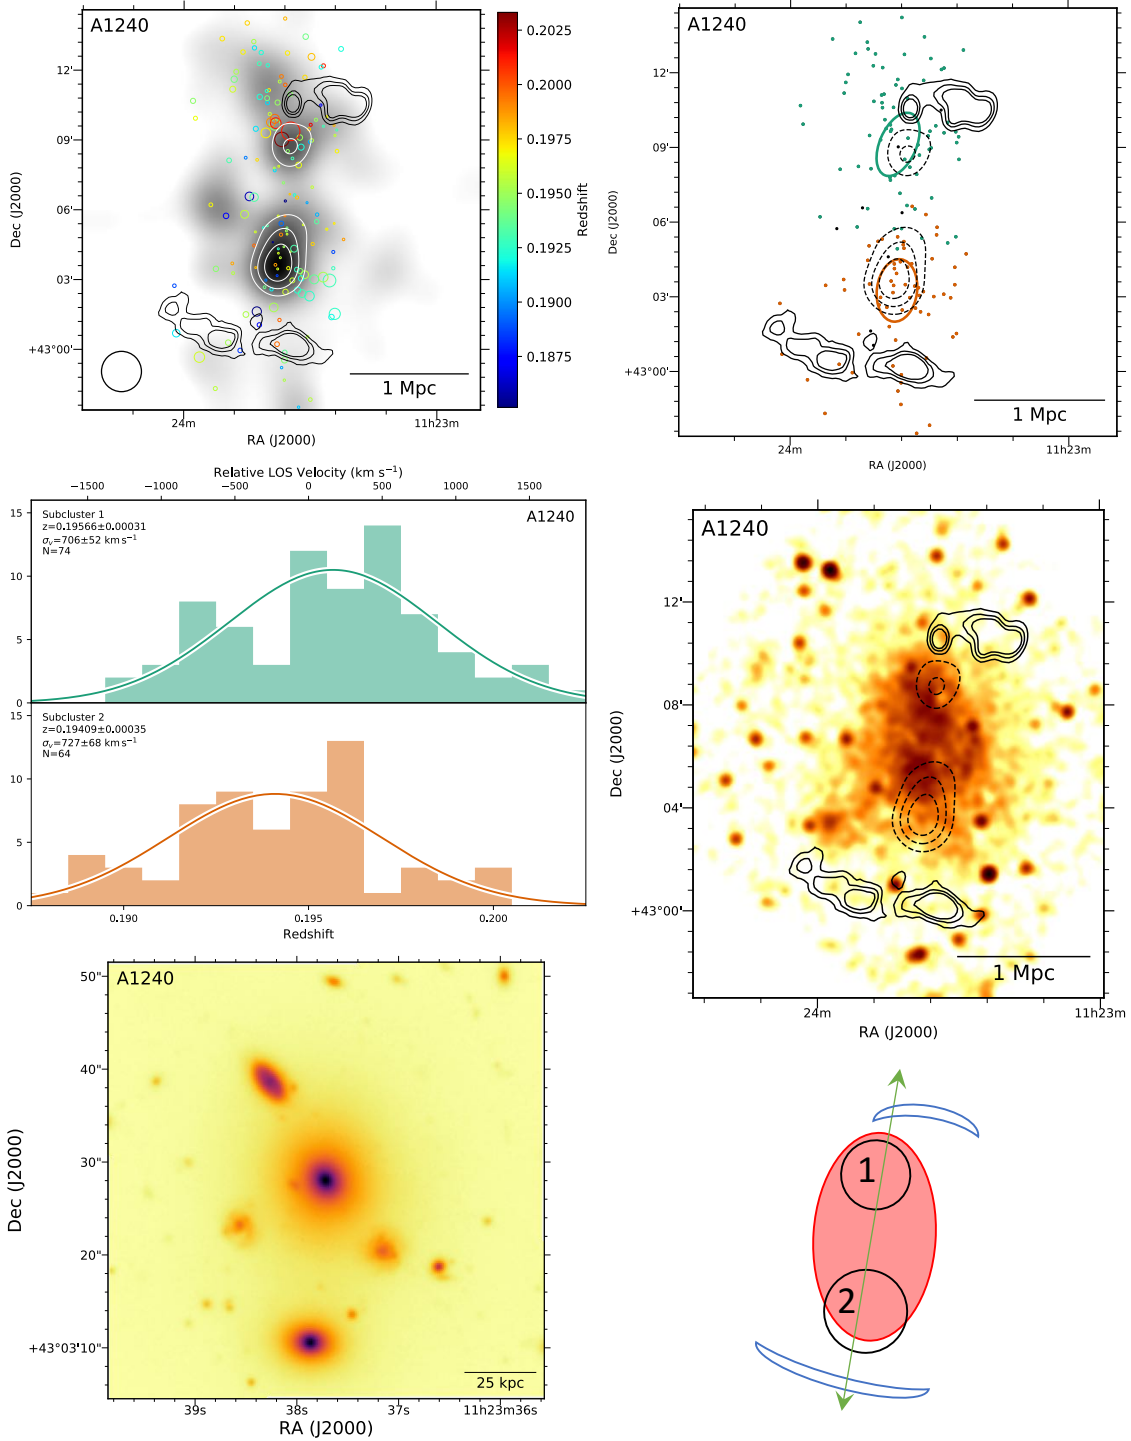 A1240
12'
09'
06'
03'
+43°00'
Dec (J2000)
24m
11h23m
RA (J2000)
1 Mpc
0.2025
0.2000
0.1975
0.1950
0.1925
0.1900
0.1875
Redshift
A1240
12'
09'
06'
03'
+43°00'
Dec (J2000)
24m
11h23m
RA (J2000)
1 Mpc
Relative LOS Velocity (km s⁻¹)
−1500 −1000 −500 0 500 1000 1500
15
10
5
0
Subcluster 1
z=0.19566±0.00031
σᵥ=706±52 km s⁻¹
N=74
A1240
15
10
5
0
Subcluster 2
z=0.19409±0.00035
σᵥ=727±68 km s⁻¹
N=64
0.190 0.195 0.200
Redshift
A1240
12'
08'
04'
+43°00'
Dec (J2000)
24m
11h23m
RA (J2000)
1 Mpc
A1240
50"
40"
30"
20"
+43°03'10"
Dec (J2000)
39s 38s 37s 11h23m36s
RA (J2000)
25 kpc
1
2